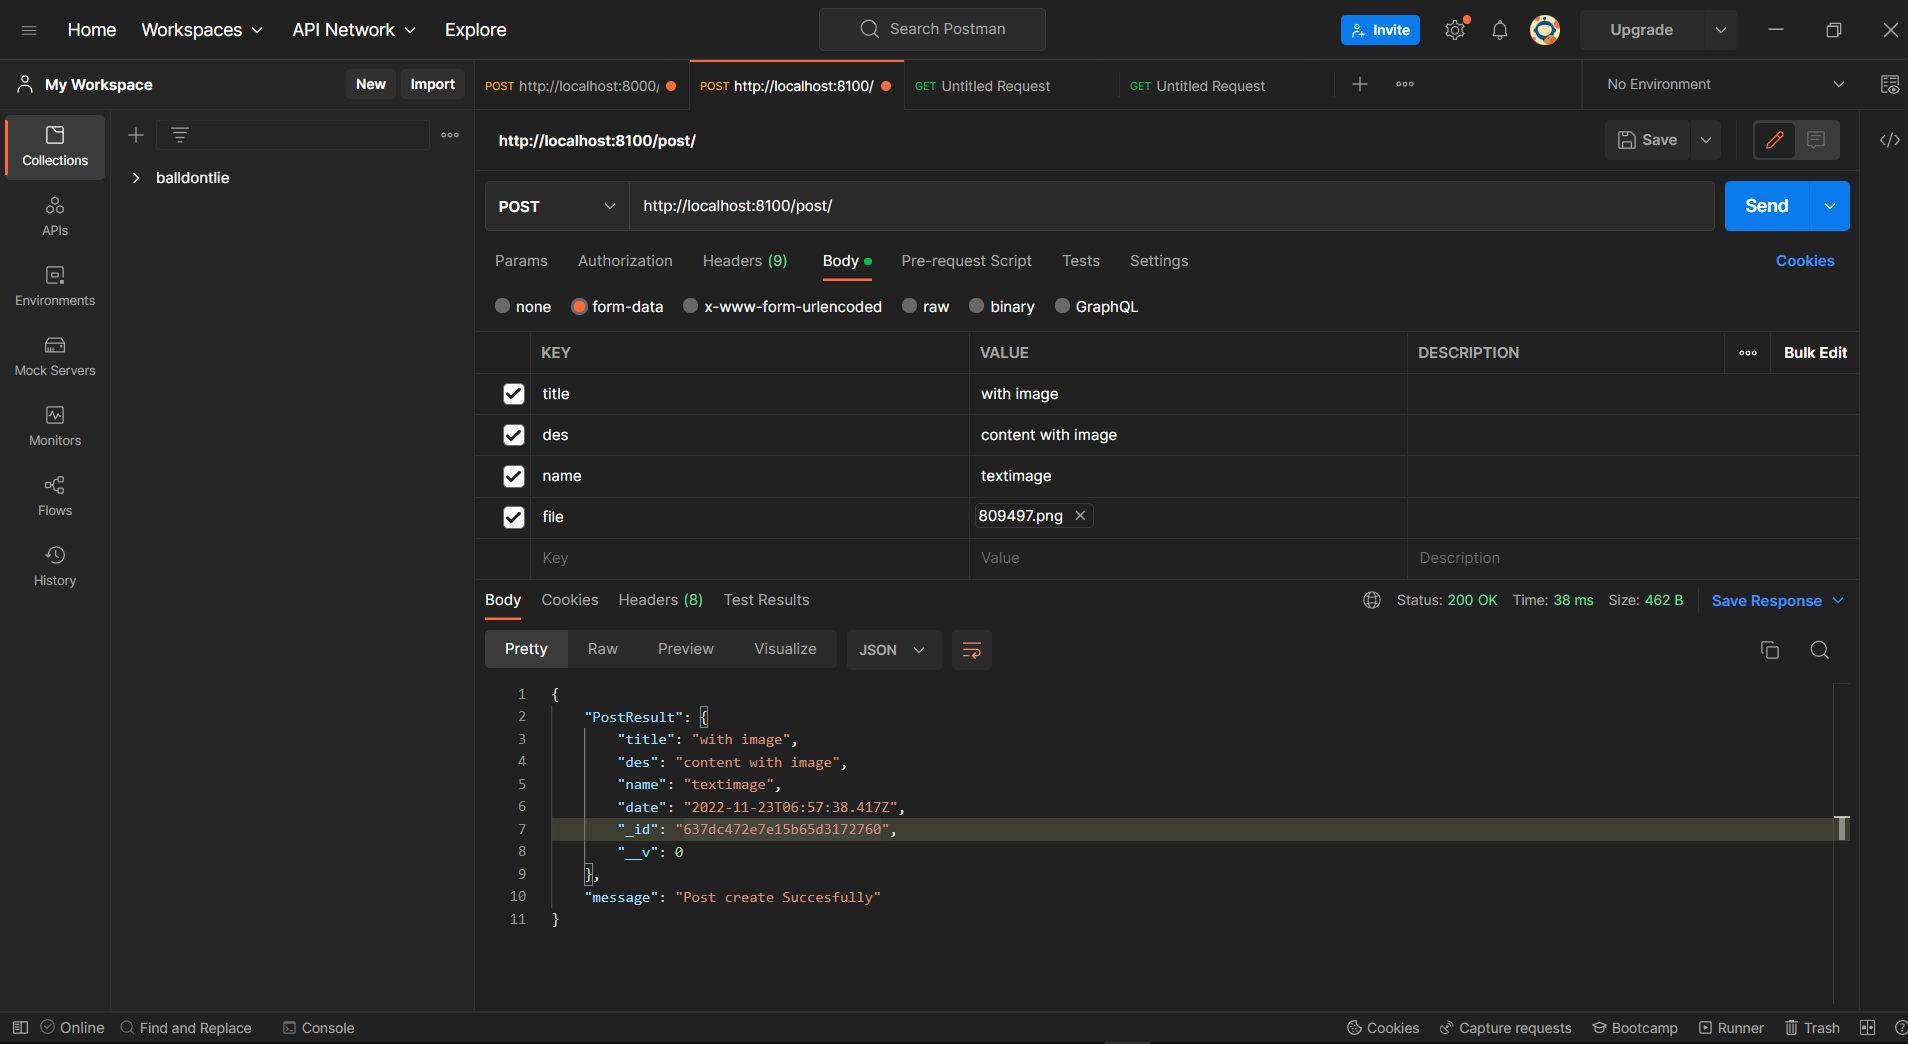 Home Workspaces API Network Explore Search Postman Invite Upgrade
My Workspace New Import POST http://localhost:8000/ POST http://localhost:8100/ GET Untitled Request GET Untitled Request No Environment
Collections
APIs
Environments
Mock Servers
Monitors
Flows
History
balldontlie
http://localhost:8100/post/ Save
POST http://localhost:8100/post/ Send
Params Authorization Headers (9) Body Pre-request Script Tests Settings Cookies
none form-data x-www-form-urlencoded raw binary GraphQL
KEY VALUE DESCRIPTION Bulk Edit
title with image
des content with image
name textimage
file 809497.png
Key Value Description
Body Cookies Headers (8) Test Results Status: 200 OK Time: 38 ms Size: 462 B Save Response
Pretty Raw Preview Visualize JSON
1 {
2 "PostResult": {
3 "title": "with image",
4 "des": "content with image",
5 "name": "textimage",
6 "date": "2022-11-23T06:57:38.417Z",
7 "_id": "637dc472e7e15b65d3172760",
8 "__v": 0
9 },
10 "message": "Post create Succesfully"
11 }
Online Find and Replace Console Cookies Capture requests Bootcamp Runner Trash